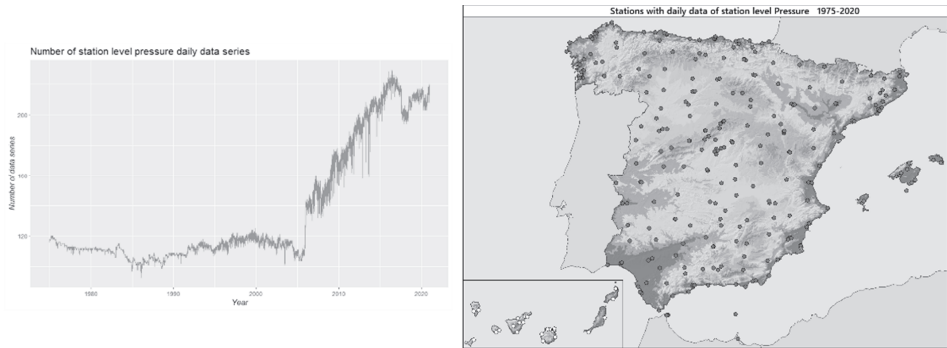 Number of station level pressure daily data series
200
160
120
Number of data series
1980
1990
2000
2010
2020
Year
Stations with daily data of station level Pressure 1975-2020